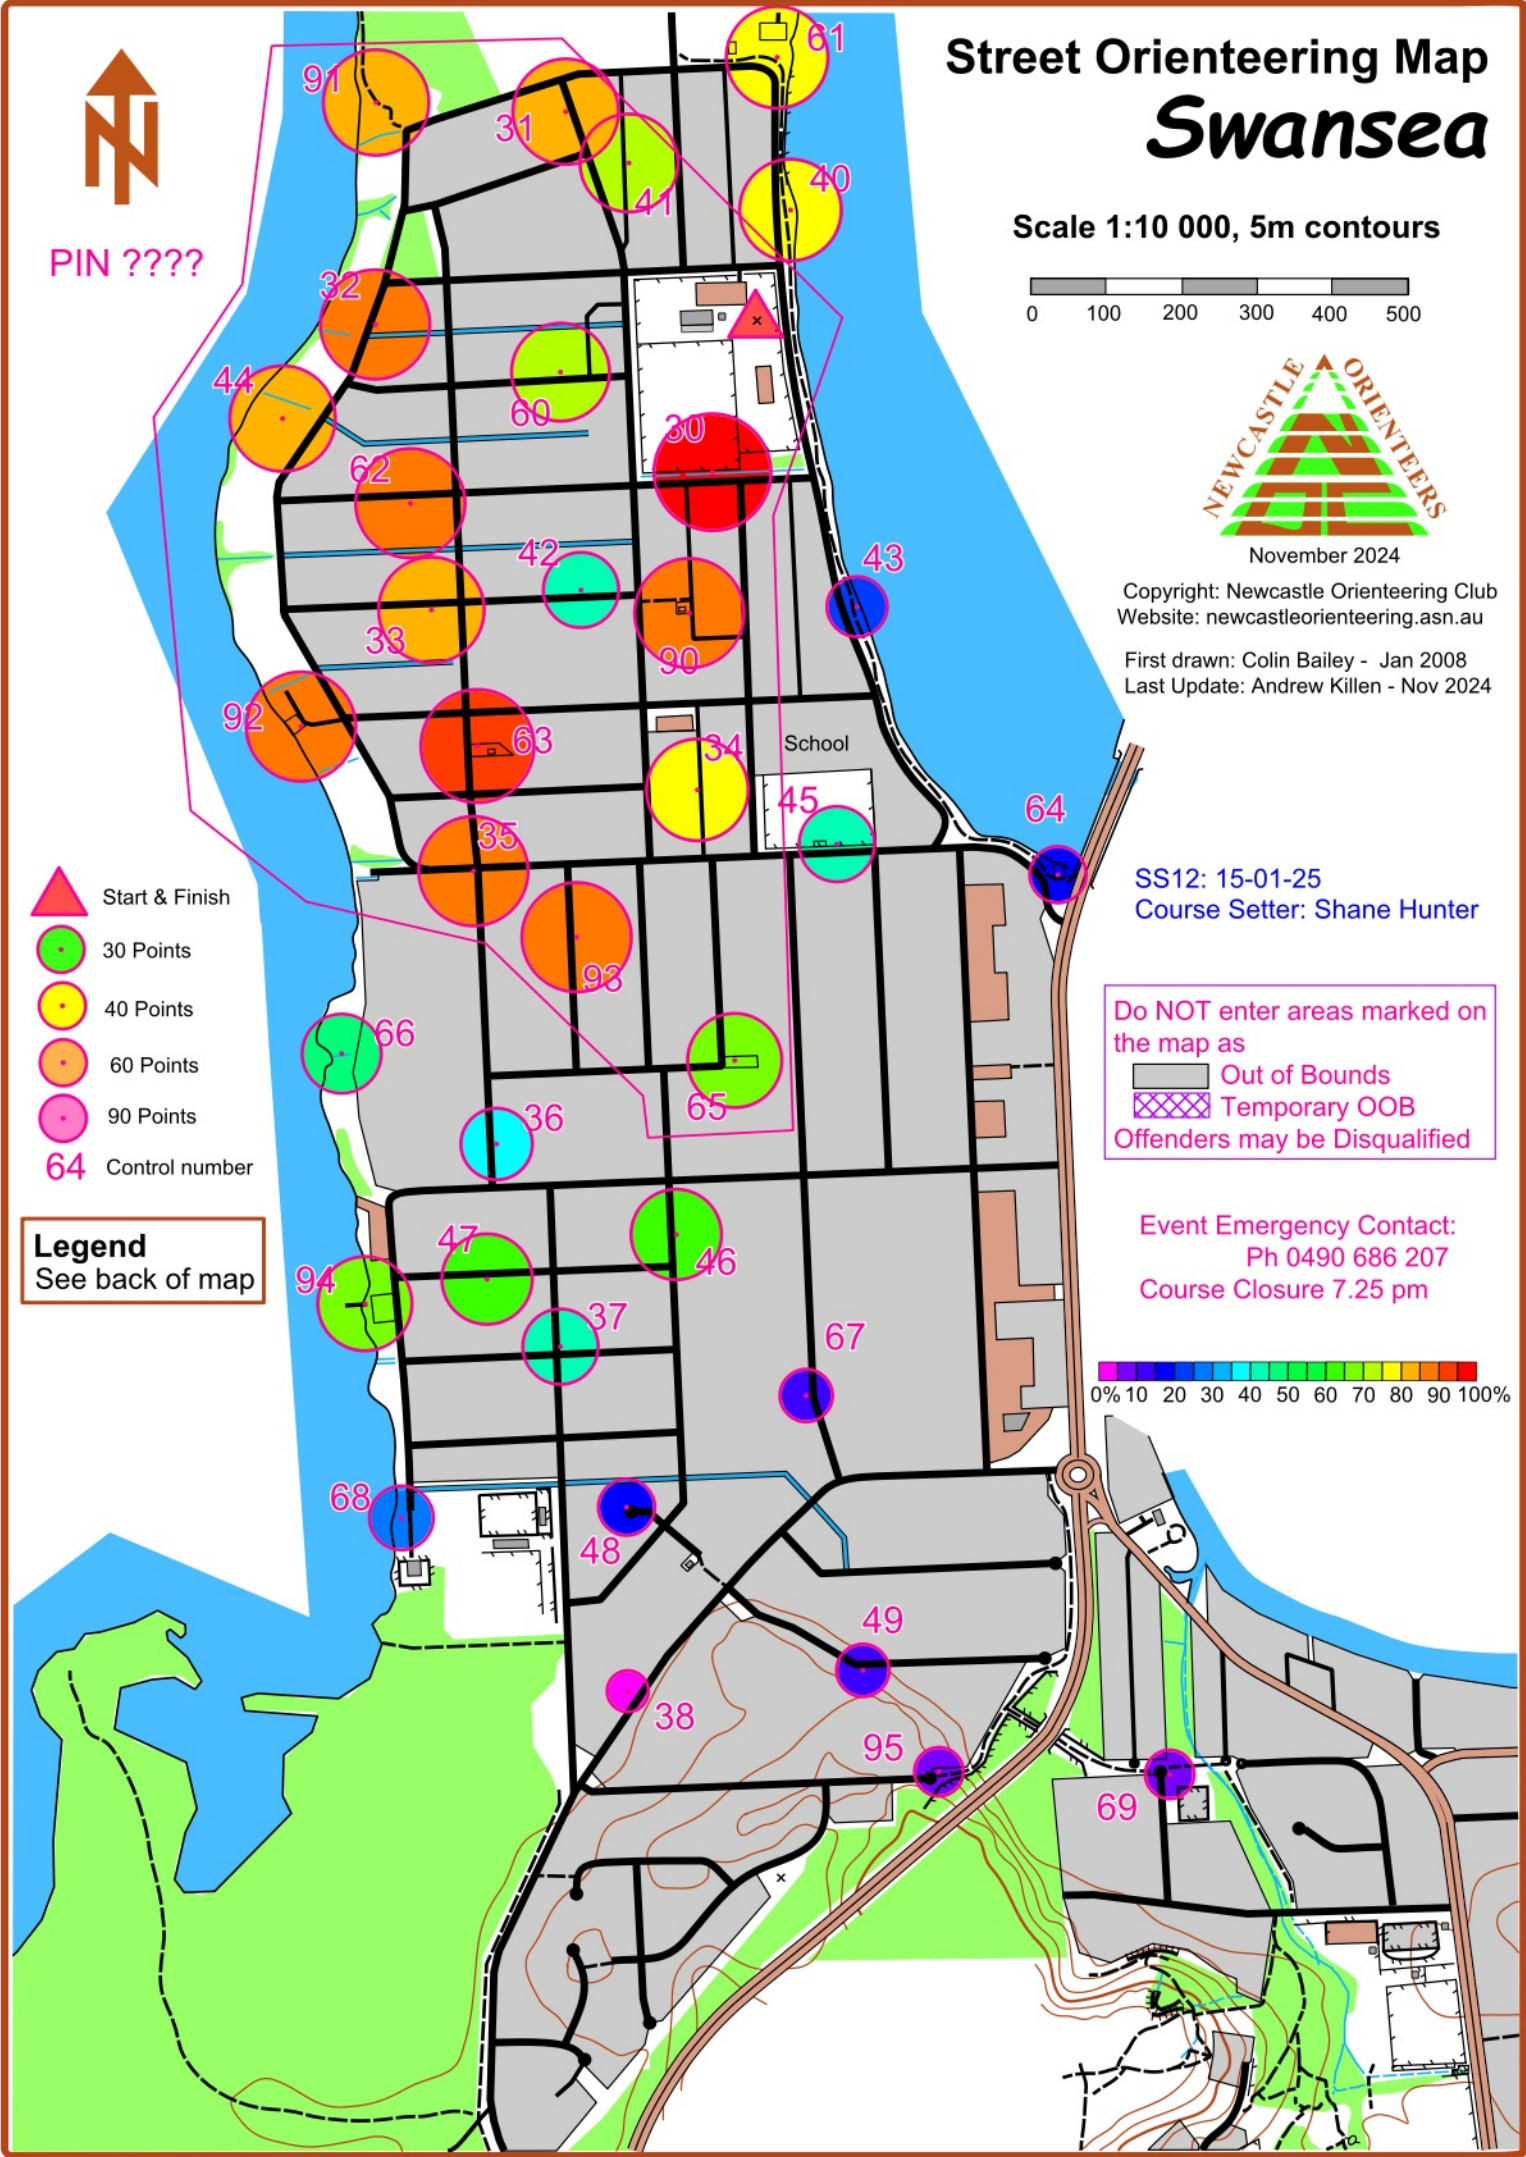 Street Orienteering Map
Swansea
Scale 1:10 000, 5m contours
0 100 200 300 400 500
NEWCASTLE ORIENTEERS
November 2024
Copyright: Newcastle Orienteering Club
Website: newcastleorienteering.asn.au
First drawn: Colin Bailey - Jan 2008
Last Update: Andrew Killen - Nov 2024
PIN ????
91
31
61
41
40
32
44
60
30
62
42
43
33
90
92
63
34
School
45
64
35
93
SS12: 15-01-25
Course Setter: Shane Hunter
Start & Finish
30 Points
40 Points
60 Points
90 Points
64 Control number
66
65
36
Do NOT enter areas marked on
the map as
Out of Bounds
Temporary OOB
Offenders may be Disqualified
Legend
See back of map
Event Emergency Contact:
Ph 0490 686 207
Course Closure 7.25 pm
47
46
94
37
67
0% 10 20 30 40 50 60 70 80 90 100%
68
48
49
38
95
69